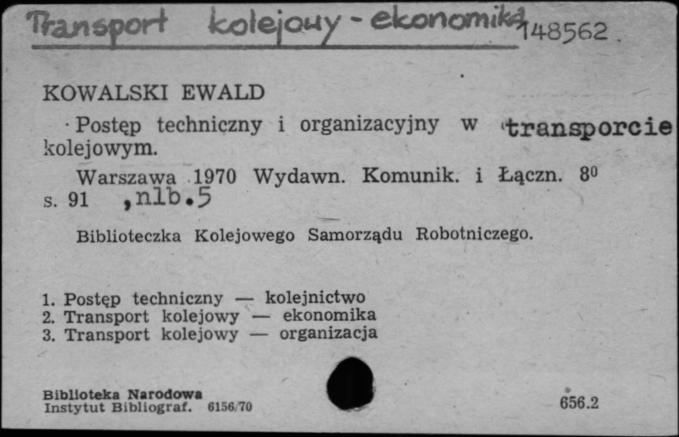 Transport kolejowy - ekonomika
148562
KOWALSKI EWALD
Postęp techniczny i organizacyjny w transporcie
kolejowym.
Warszawa 1970 Wydawn. Komunik. i Łączn. 8⁰
s. 91 , nlb. 5
Biblioteczka Kolejowego Samorządu Robotniczego.
1. Postęp techniczny — kolejnictwo
2. Transport kolejowy — ekonomika
3. Transport kolejowy — organizacja
Biblioteka Narodowa
Instytut Bibliograf. 6156/70
656.2